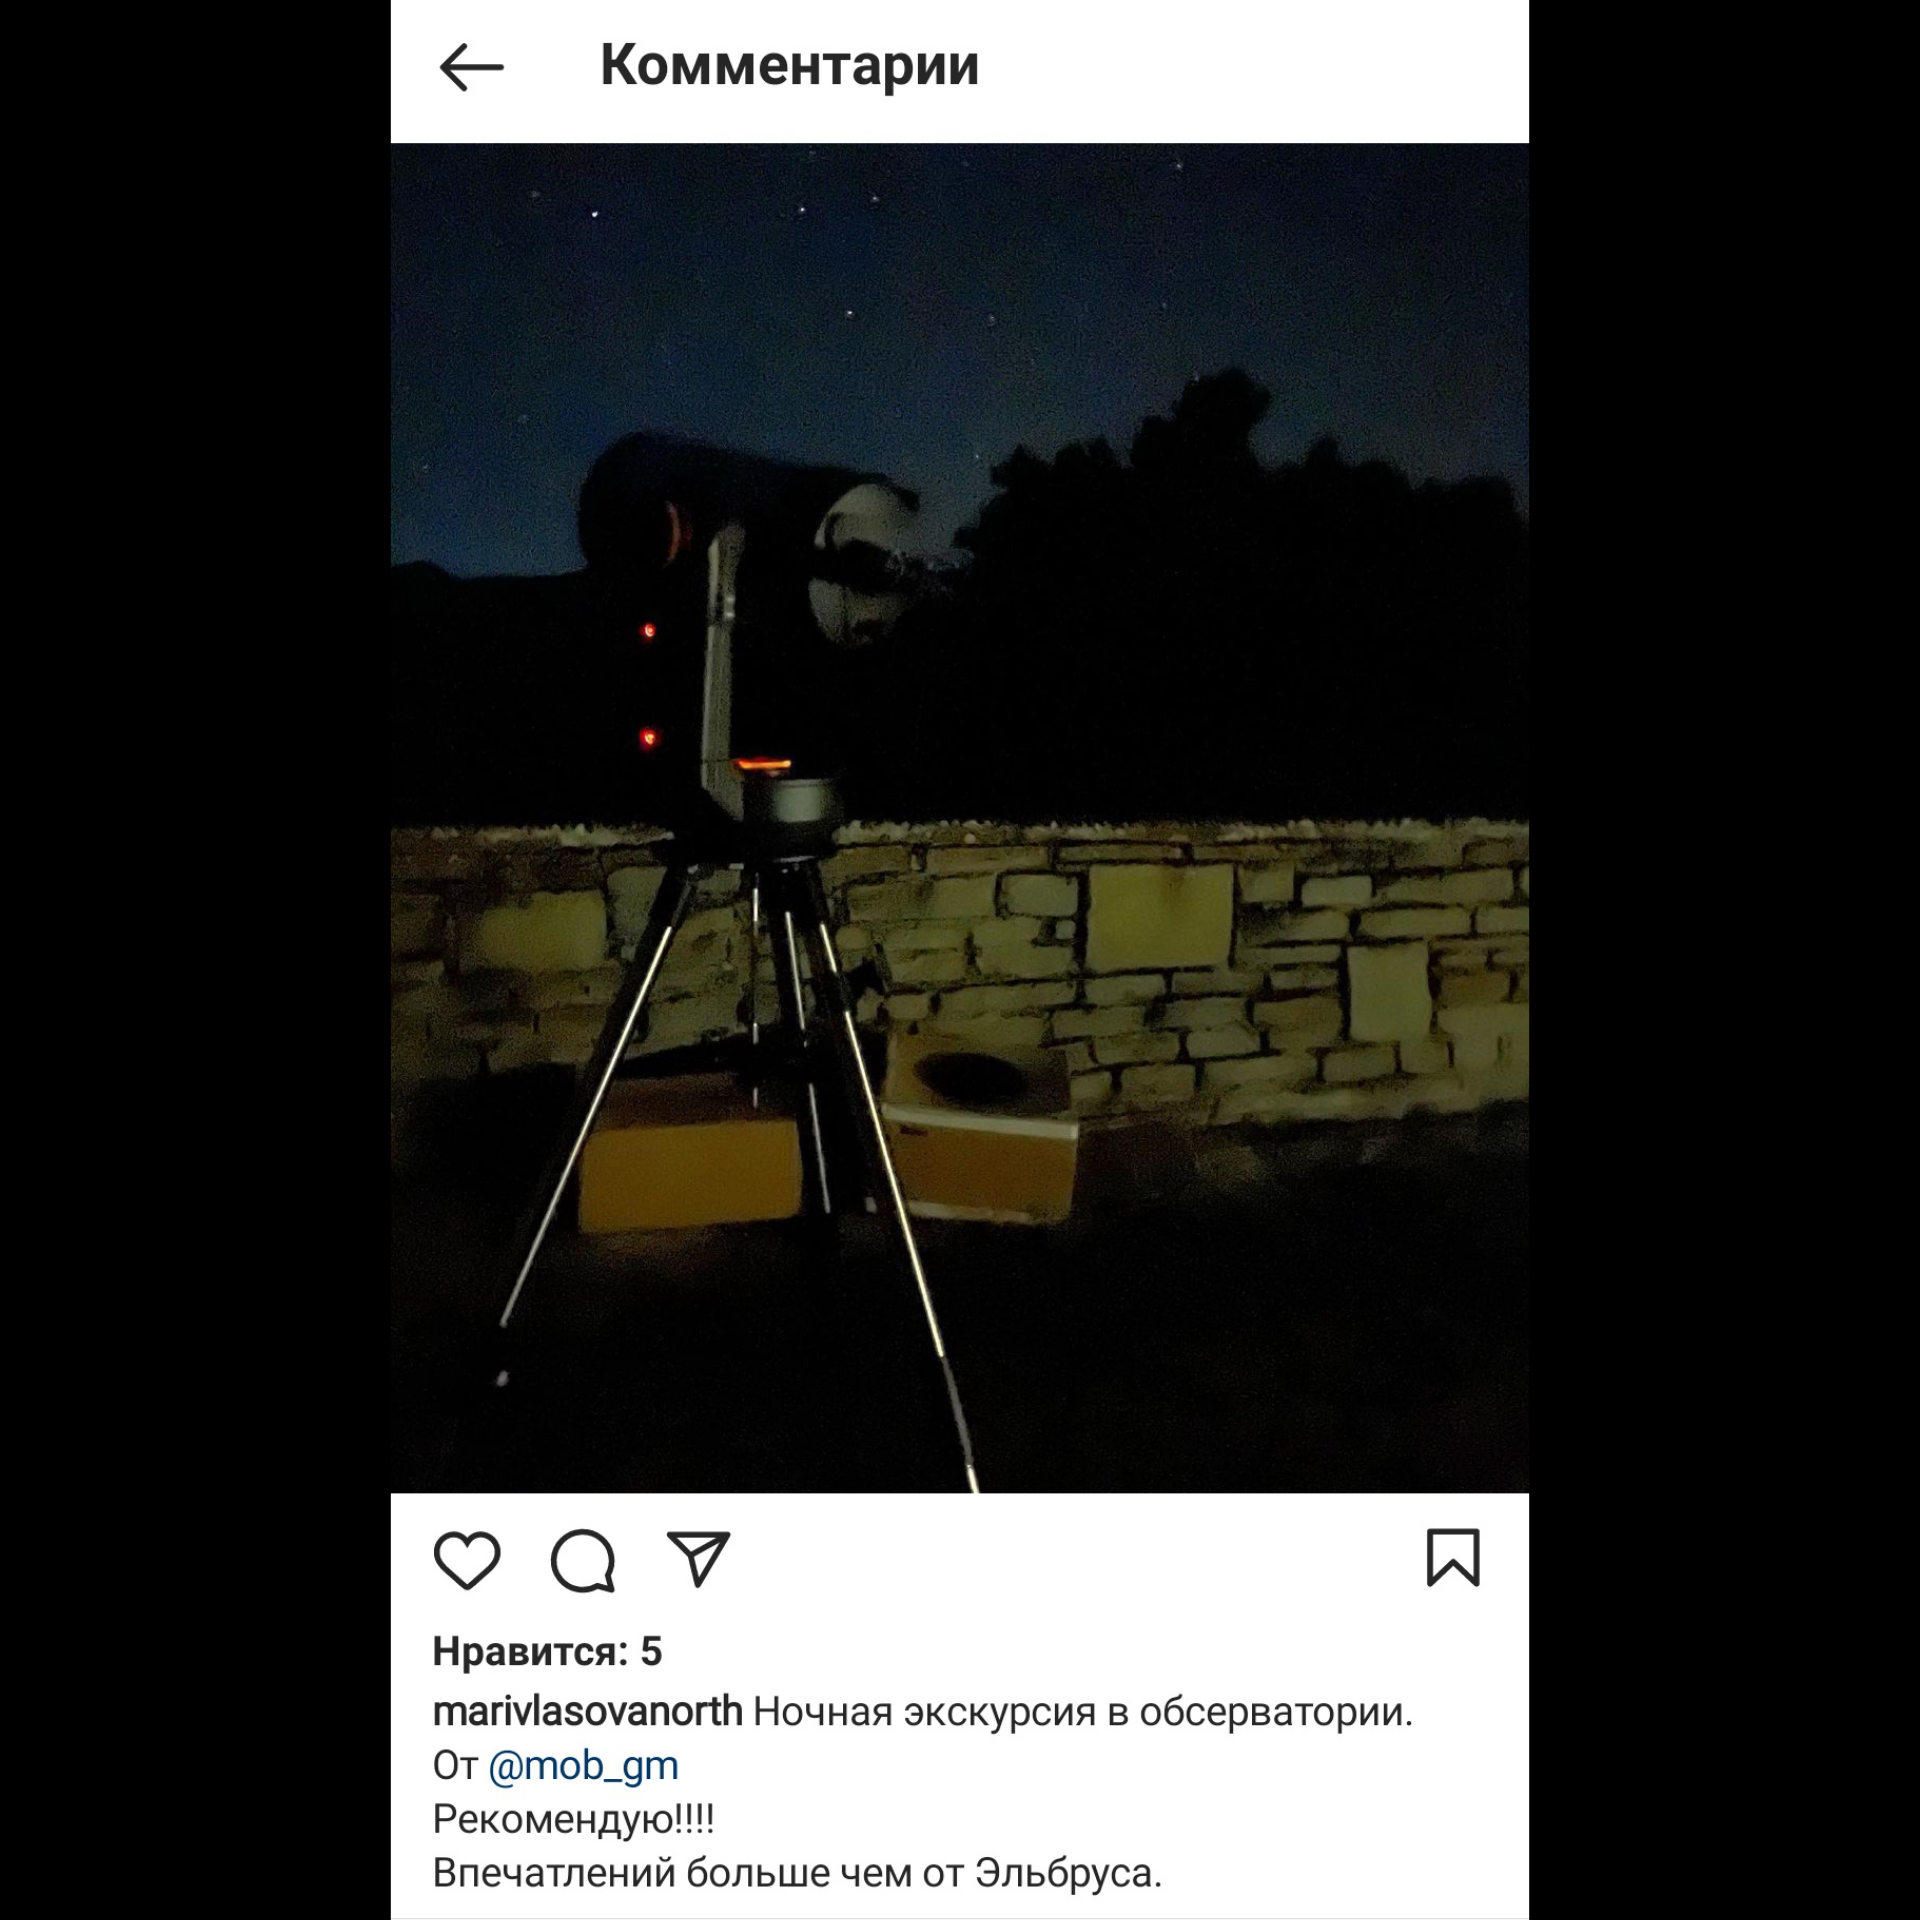 Комментарии
Нравится: 5
marivlasovanorth Ночная экскурсия в обсерватории.
От @mob_gm
Рекомендую!!!!
Впечатлений больше чем от Эльбруса.